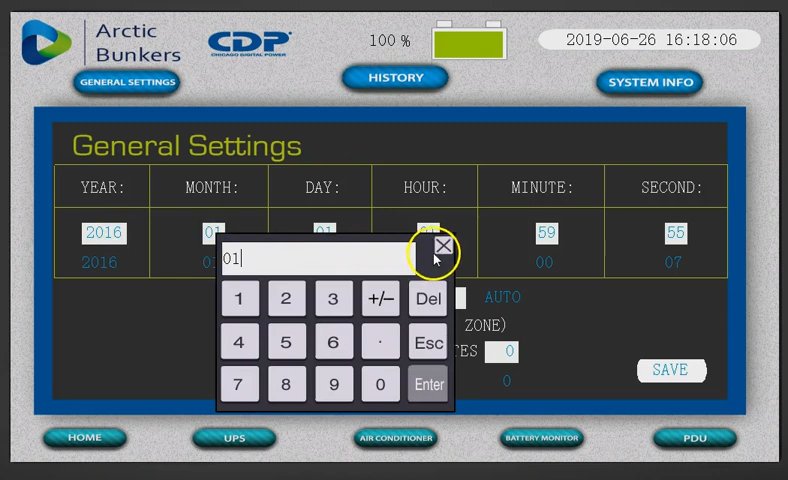 Arctic
Bunkers
CDP
CHICAGO DIGITAL POWER
100 %
2019-06-26 16:18:06
GENERAL SETTINGS
HISTORY
SYSTEM INFO
General Settings
YEAR: MONTH: DAY: HOUR: MINUTE: SECOND:
2016 01 01 01 59 55
2016 00 07
01
AUTO
ZONE)
0
0
SAVE
1 2 3 +/- Del
4 5 6 . Esc
7 8 9 0 Enter
HOME
UPS
AIR CONDITIONER
BATTERY MONITOR
PDU